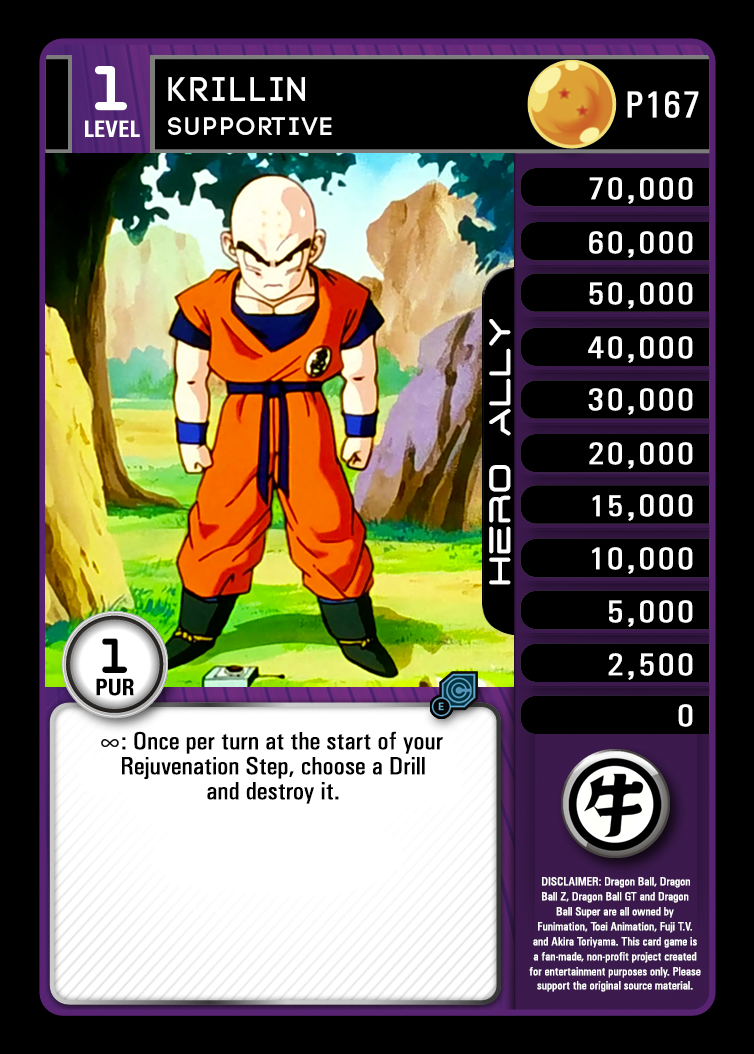 1
LEVEL
KRILLIN
SUPPORTIVE
P167
70,000
60,000
50,000
40,000
30,000
20,000
15,000
10,000
5,000
2,500
0
HERO ALLY
1
PUR
E
∞: Once per turn at the start of your
Rejuvenation Step, choose a Drill
and destroy it.
牛
DISCLAIMER: Dragon Ball, Dragon
Ball Z, Dragon Ball GT and Dragon
Ball Super are all owned by
Funimation, Toei Animation, Fuji T.V.
and Akira Toriyama. This card game is
a fan-made, non-profit project created
for entertainment purposes only. Please
support the original source material.